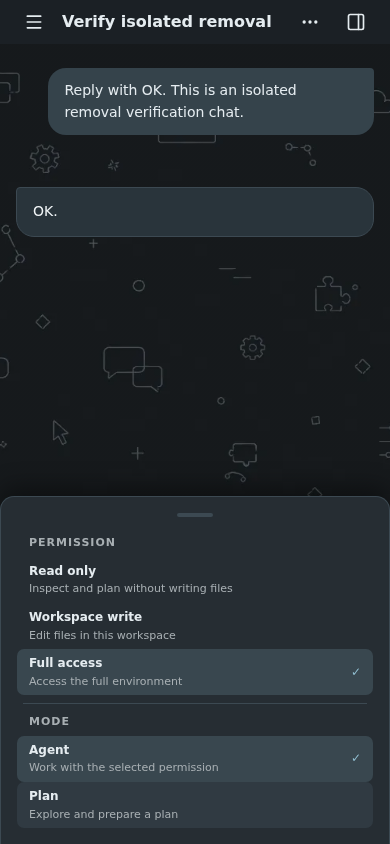 Verify isolated removal
Reply with OK. This is an isolated
removal verification chat.
OK.
PERMISSION
Read only
Inspect and plan without writing files
Workspace write
Edit files in this workspace
Full access
Access the full environment
MODE
Agent
Work with the selected permission
Plan
Explore and prepare a plan